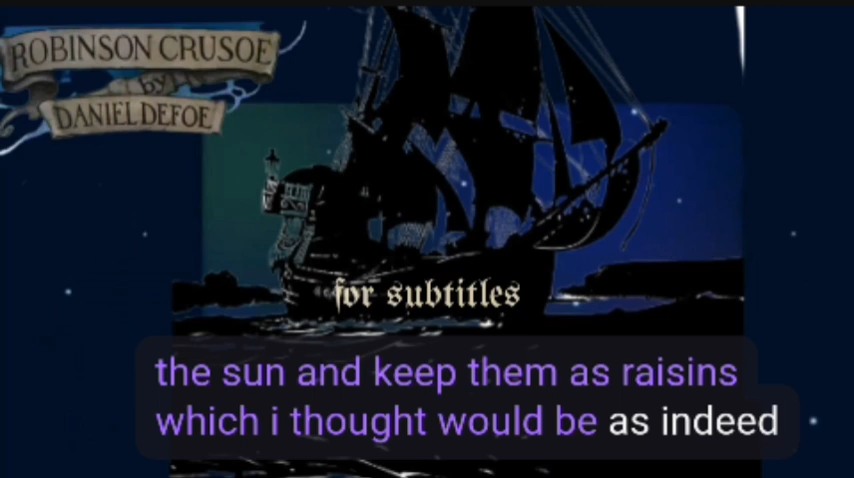 ROBINSON CRUSOE
by
DANIEL DEFOE
for subtitles
the sun and keep them as raisins
which i thought would be as indeed